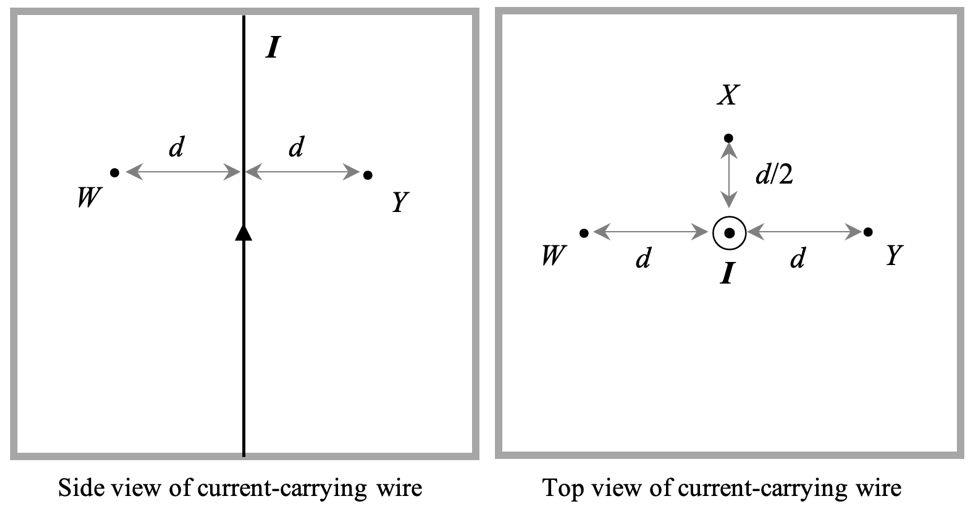 I
d d
W Y
Side view of current-carrying wire
X
d/2
W d d Y
I
Top view of current-carrying wire